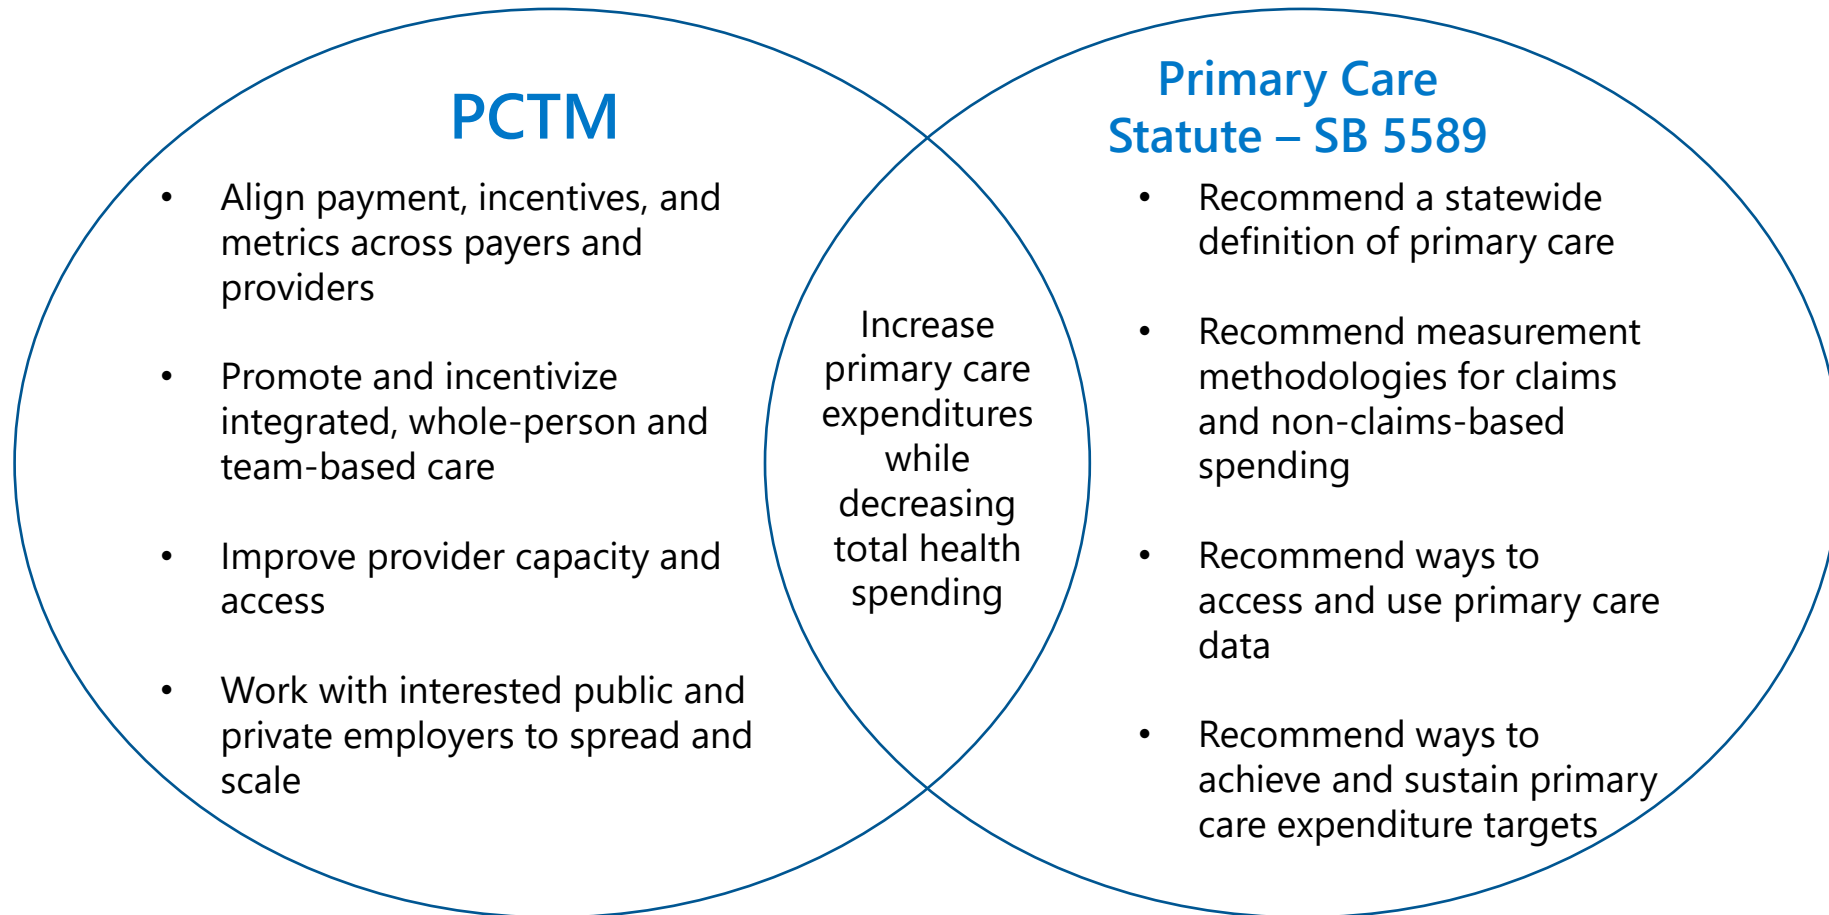 PCTM
• Align payment, incentives, and
metrics across payers and
providers
• Promote and incentivize
integrated, whole-person and
team-based care
• Improve provider capacity and
access
• Work with interested public and
private employers to spread and
scale
Increase
primary care
expenditures
while
decreasing
total health
spending
Primary Care
Statute – SB 5589
• Recommend a statewide
definition of primary care
• Recommend measurement
methodologies for claims
and non-claims-based
spending
• Recommend ways to
access and use primary care
data
• Recommend ways to
achieve and sustain primary
care expenditure targets